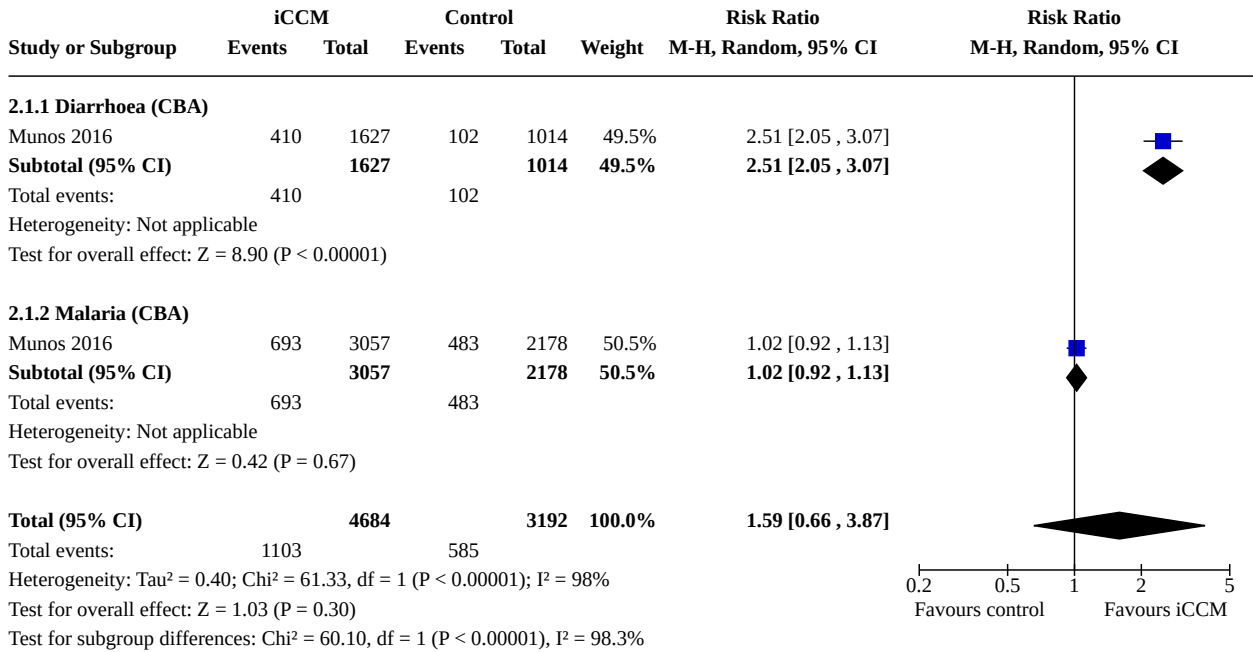 iCCM Control Risk Ratio Risk Ratio
Study or Subgroup Events Total Events Total Weight M-H, Random, 95% CI M-H, Random, 95% CI
2.1.1 Diarrhoea (CBA)
Munos 2016 410 1627 102 1014 49.5% 2.51 [2.05 , 3.07]
Subtotal (95% CI) 1627 1014 49.5% 2.51 [2.05 , 3.07]
Total events: 410 102
Heterogeneity: Not applicable
Test for overall effect: Z = 8.90 (P < 0.00001)
2.1.2 Malaria (CBA)
Munos 2016 693 3057 483 2178 50.5% 1.02 [0.92 , 1.13]
Subtotal (95% CI) 3057 2178 50.5% 1.02 [0.92 , 1.13]
Total events: 693 483
Heterogeneity: Not applicable
Test for overall effect: Z = 0.42 (P = 0.67)
Total (95% CI) 4684 3192 100.0% 1.59 [0.66 , 3.87]
Total events: 1103 585
Heterogeneity: Tau² = 0.40; Chi² = 61.33, df = 1 (P < 0.00001); I² = 98%
Test for overall effect: Z = 1.03 (P = 0.30)
Test for subgroup differences: Chi² = 60.10, df = 1 (P < 0.00001), I² = 98.3%
0.2 0.5 1 2 5
Favours control Favours iCCM